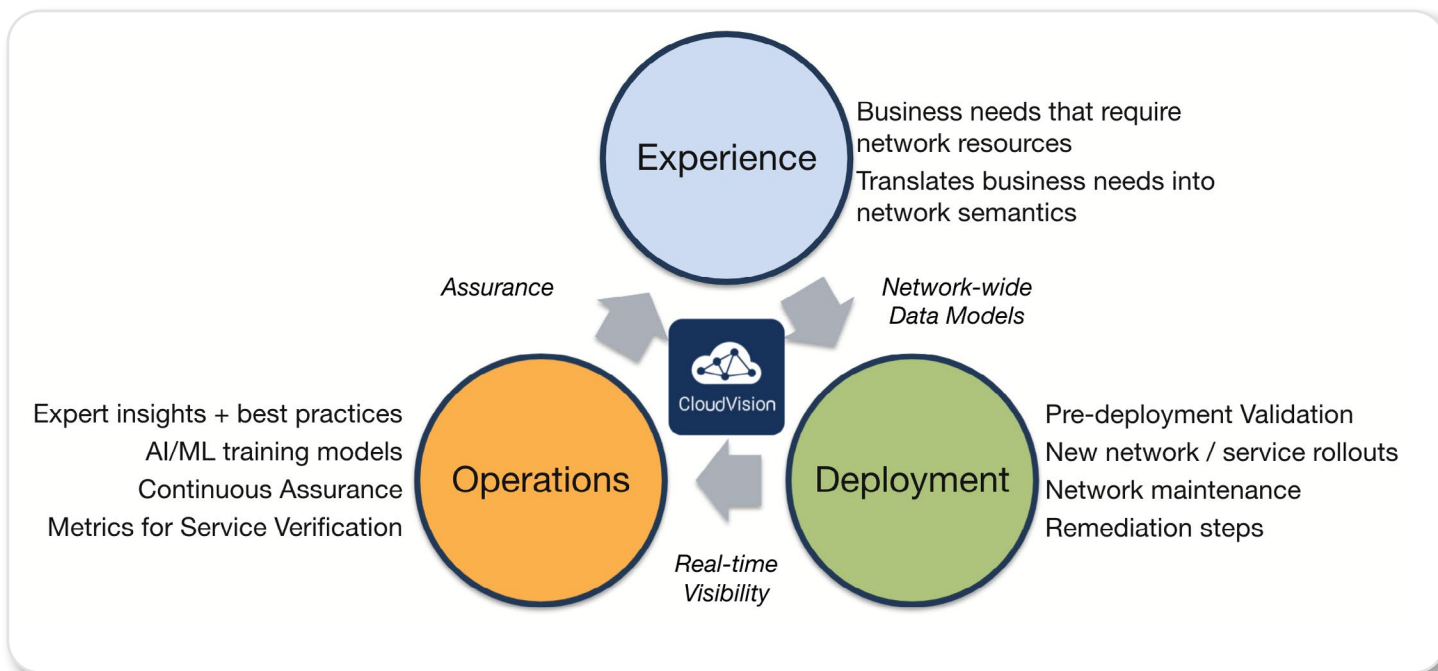 Experience
Business needs that require
network resources
Translates business needs into
network semantics
Assurance
Network-wide
Data Models
CloudVision
Expert insights + best practices
AI/ML training models
Continuous Assurance
Metrics for Service Verification
Operations
Deployment
Pre-deployment Validation
New network / service rollouts
Network maintenance
Remediation steps
Real-time
Visibility